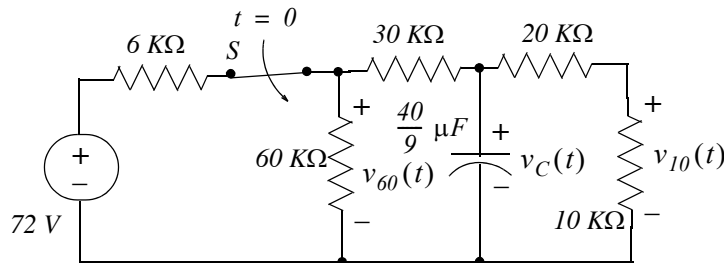 t = 0
6 KΩ
S
30 KΩ
20 KΩ
+
40/9 μF
+
+
+
60 KΩ
v60(t)
vC(t)
v10(t)
−
−
−
−
72 V
10 KΩ